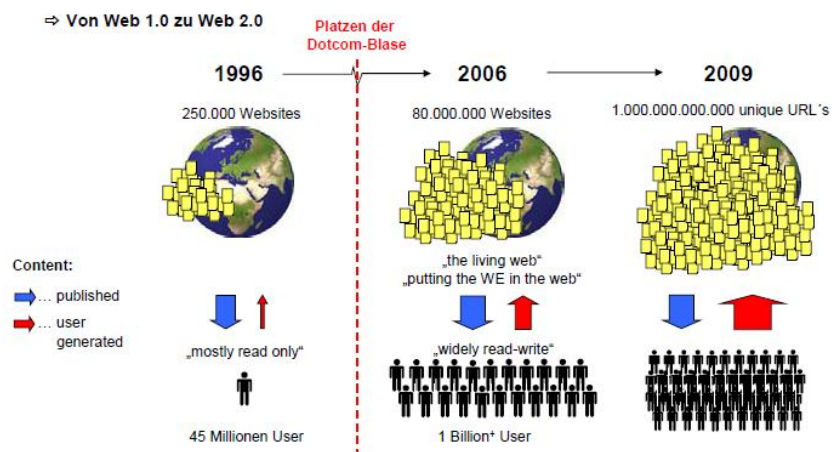 ⇨ Von Web 1.0 zu Web 2.0
Platzen der
Dotcom-Blase
1996
2006
2009
250.000 Websites
80.000.000 Websites
1.000.000.000.000 unique URL´s
„the living web“
„putting the WE in the web“
Content:
… published
… user
generated
„mostly read only“
„widely read-write“
45 Millionen User
1 Billion⁺ User